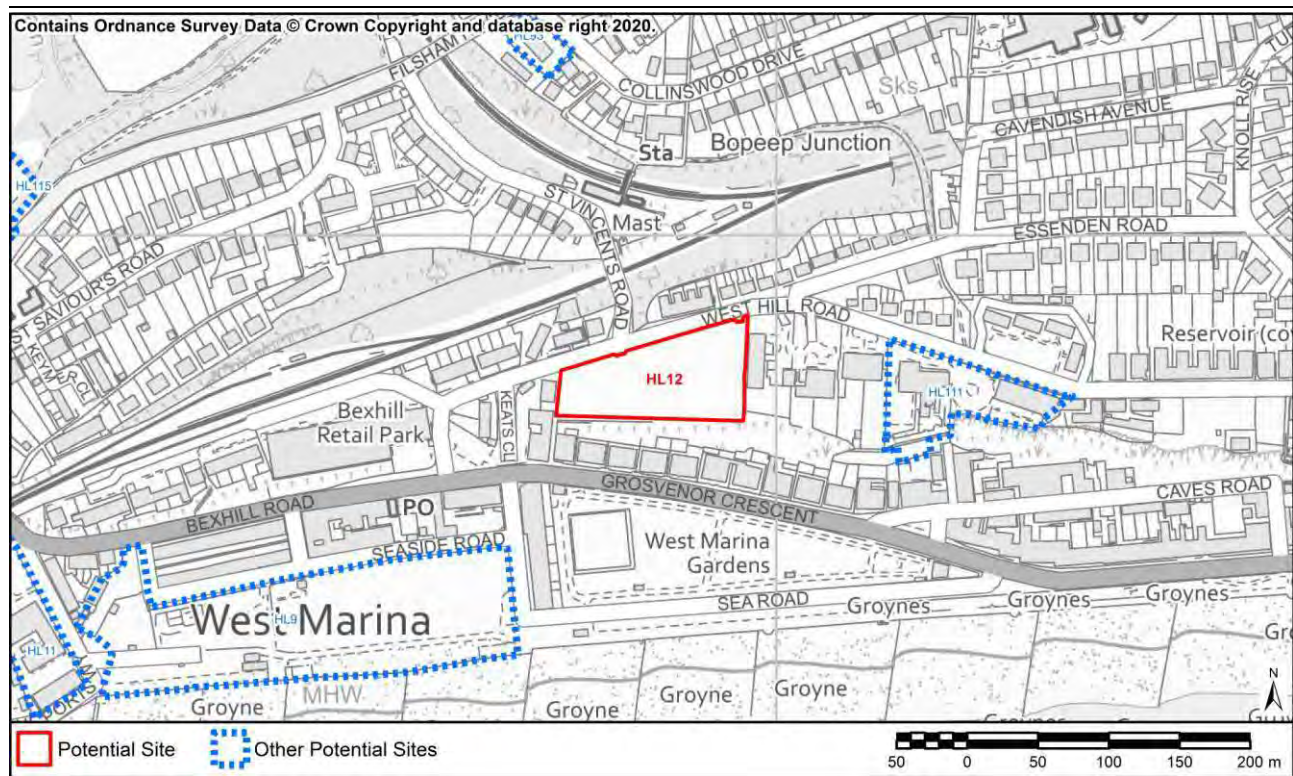 Contains Ordnance Survey Data © Crown Copyright and database right 2020.
HL93
FILSHAM
COLLINSWOOD DRIVE
Sks
KNOLL RISE
CAVENDISH AVENUE
Sta
Bopeep Junction
HL115
ST VINCENTS ROAD
Mast
ESSENDEN ROAD
ST SAVIOUR'S ROAD
WEST HILL ROAD
Reservoir (co
HL12
HL111
KEATS CL
Bexhill
Retail Park
GROSVENOR CRESCENT
CAVES ROAD
BEXHILL ROAD
PO
SEASIDE ROAD
West Marina
Gardens
SEA ROAD
Groynes
Groynes
Groynes
West Marina
HL9
HL11
MHW
Groyne
Groyne
Groyne
Groyne
Groyne
N
Potential Site
Other Potential Sites
50 0 50 100 150 200 m